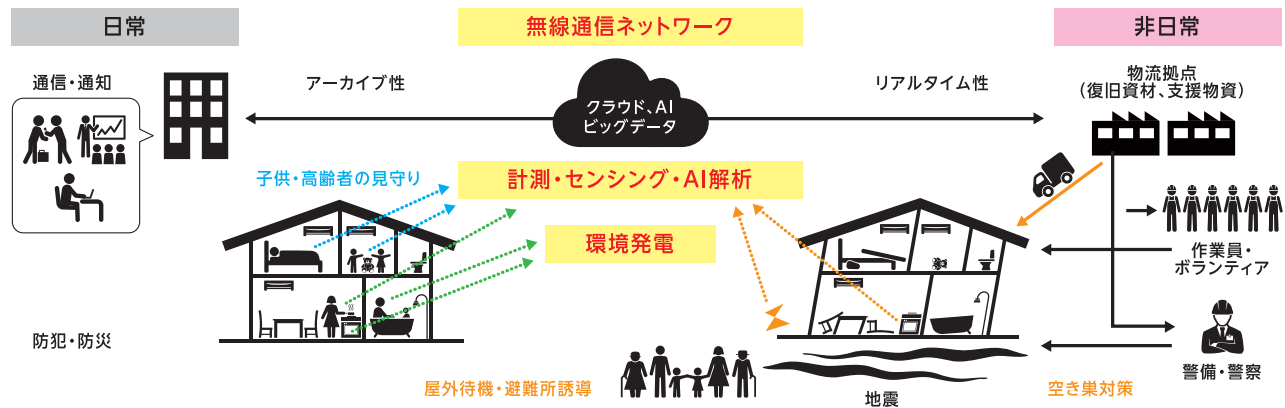 日常
無線通信ネットワーク
非日常
通信・通知
アーカイブ性
クラウド、AI
ビッグデータ
リアルタイム性
物流拠点
（復旧資材、支援物資）
子供・高齢者の見守り
計測・センシング・AI解析
環境発電
作業員・
ボランティア
防犯・防災
屋外待機・避難所誘導
地震
空き巣対策
警備・警察